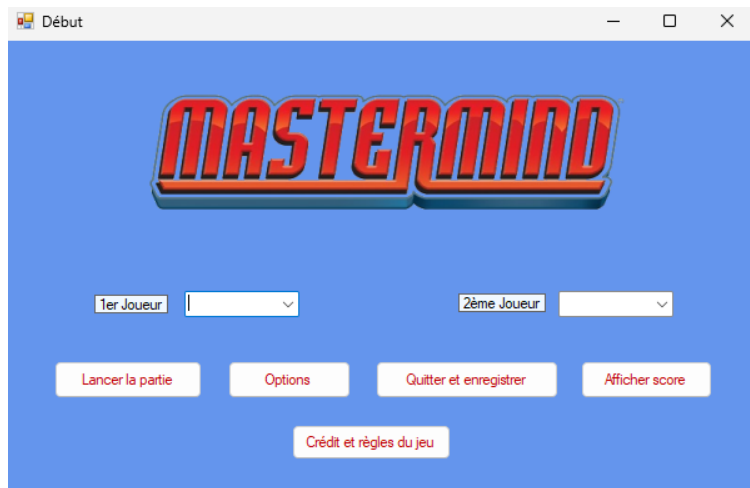 Début
MASTERMIND
1er Joueur
2ème Joueur
Lancer la partie
Options
Quitter et enregistrer
Afficher score
Crédit et règles du jeu